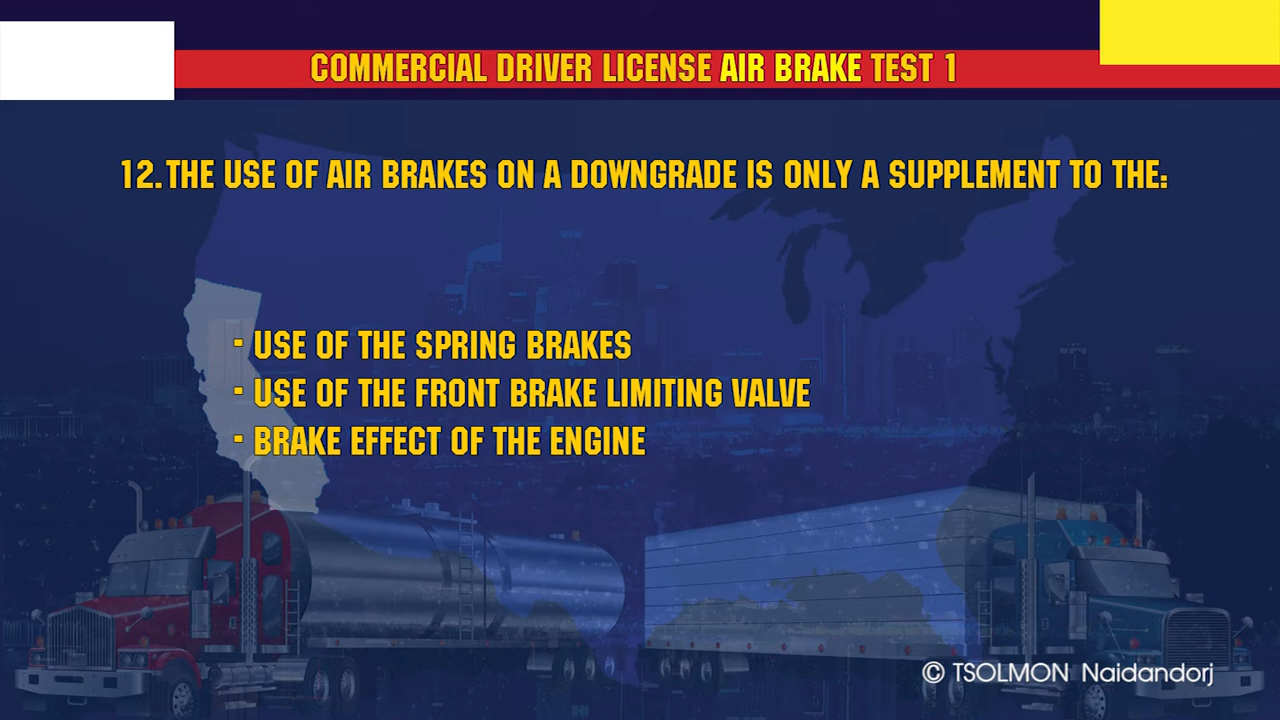 COMMERCIAL DRIVER LICENSE AIR BRAKE TEST 1
12. THE USE OF AIR BRAKES ON A DOWNGRADE IS ONLY A SUPPLEMENT TO THE:
- USE OF THE SPRING BRAKES
- USE OF THE FRONT BRAKE LIMITING VALVE
- BRAKE EFFECT OF THE ENGINE
© TSOLMON Naidandorj